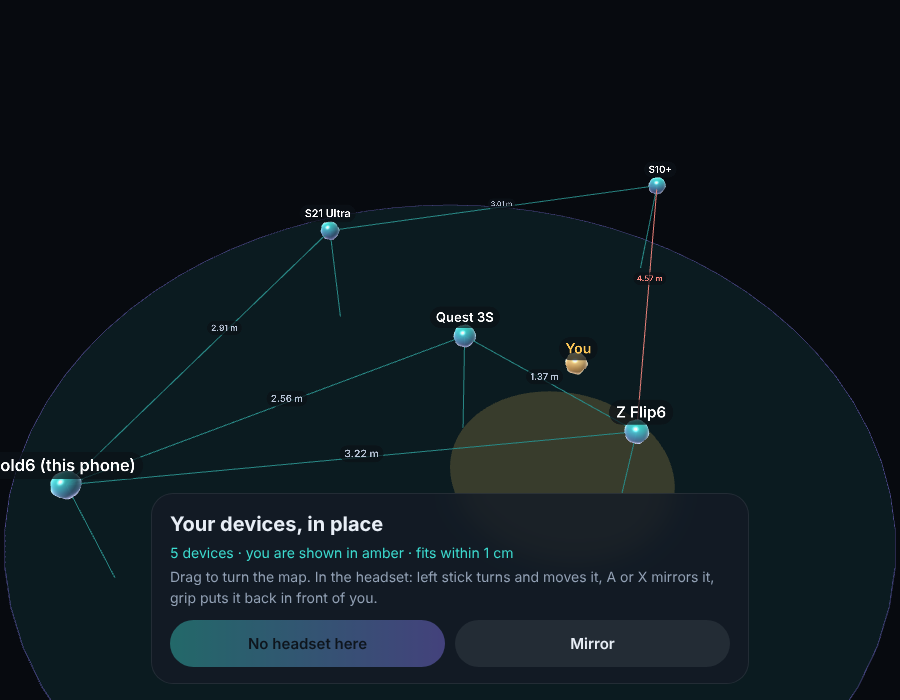 S10+
3.01 m
S21 Ultra
4.57 m
Quest 3S
2.91 m
You
1.37 m
2.56 m
Z Flip6
3.22 m
old6 (this phone)
Your devices, in place
5 devices · you are shown in amber · fits within 1 cm
Drag to turn the map. In the headset: left stick turns and moves it, A or X mirrors it,
grip puts it back in front of you.
No headset here
Mirror